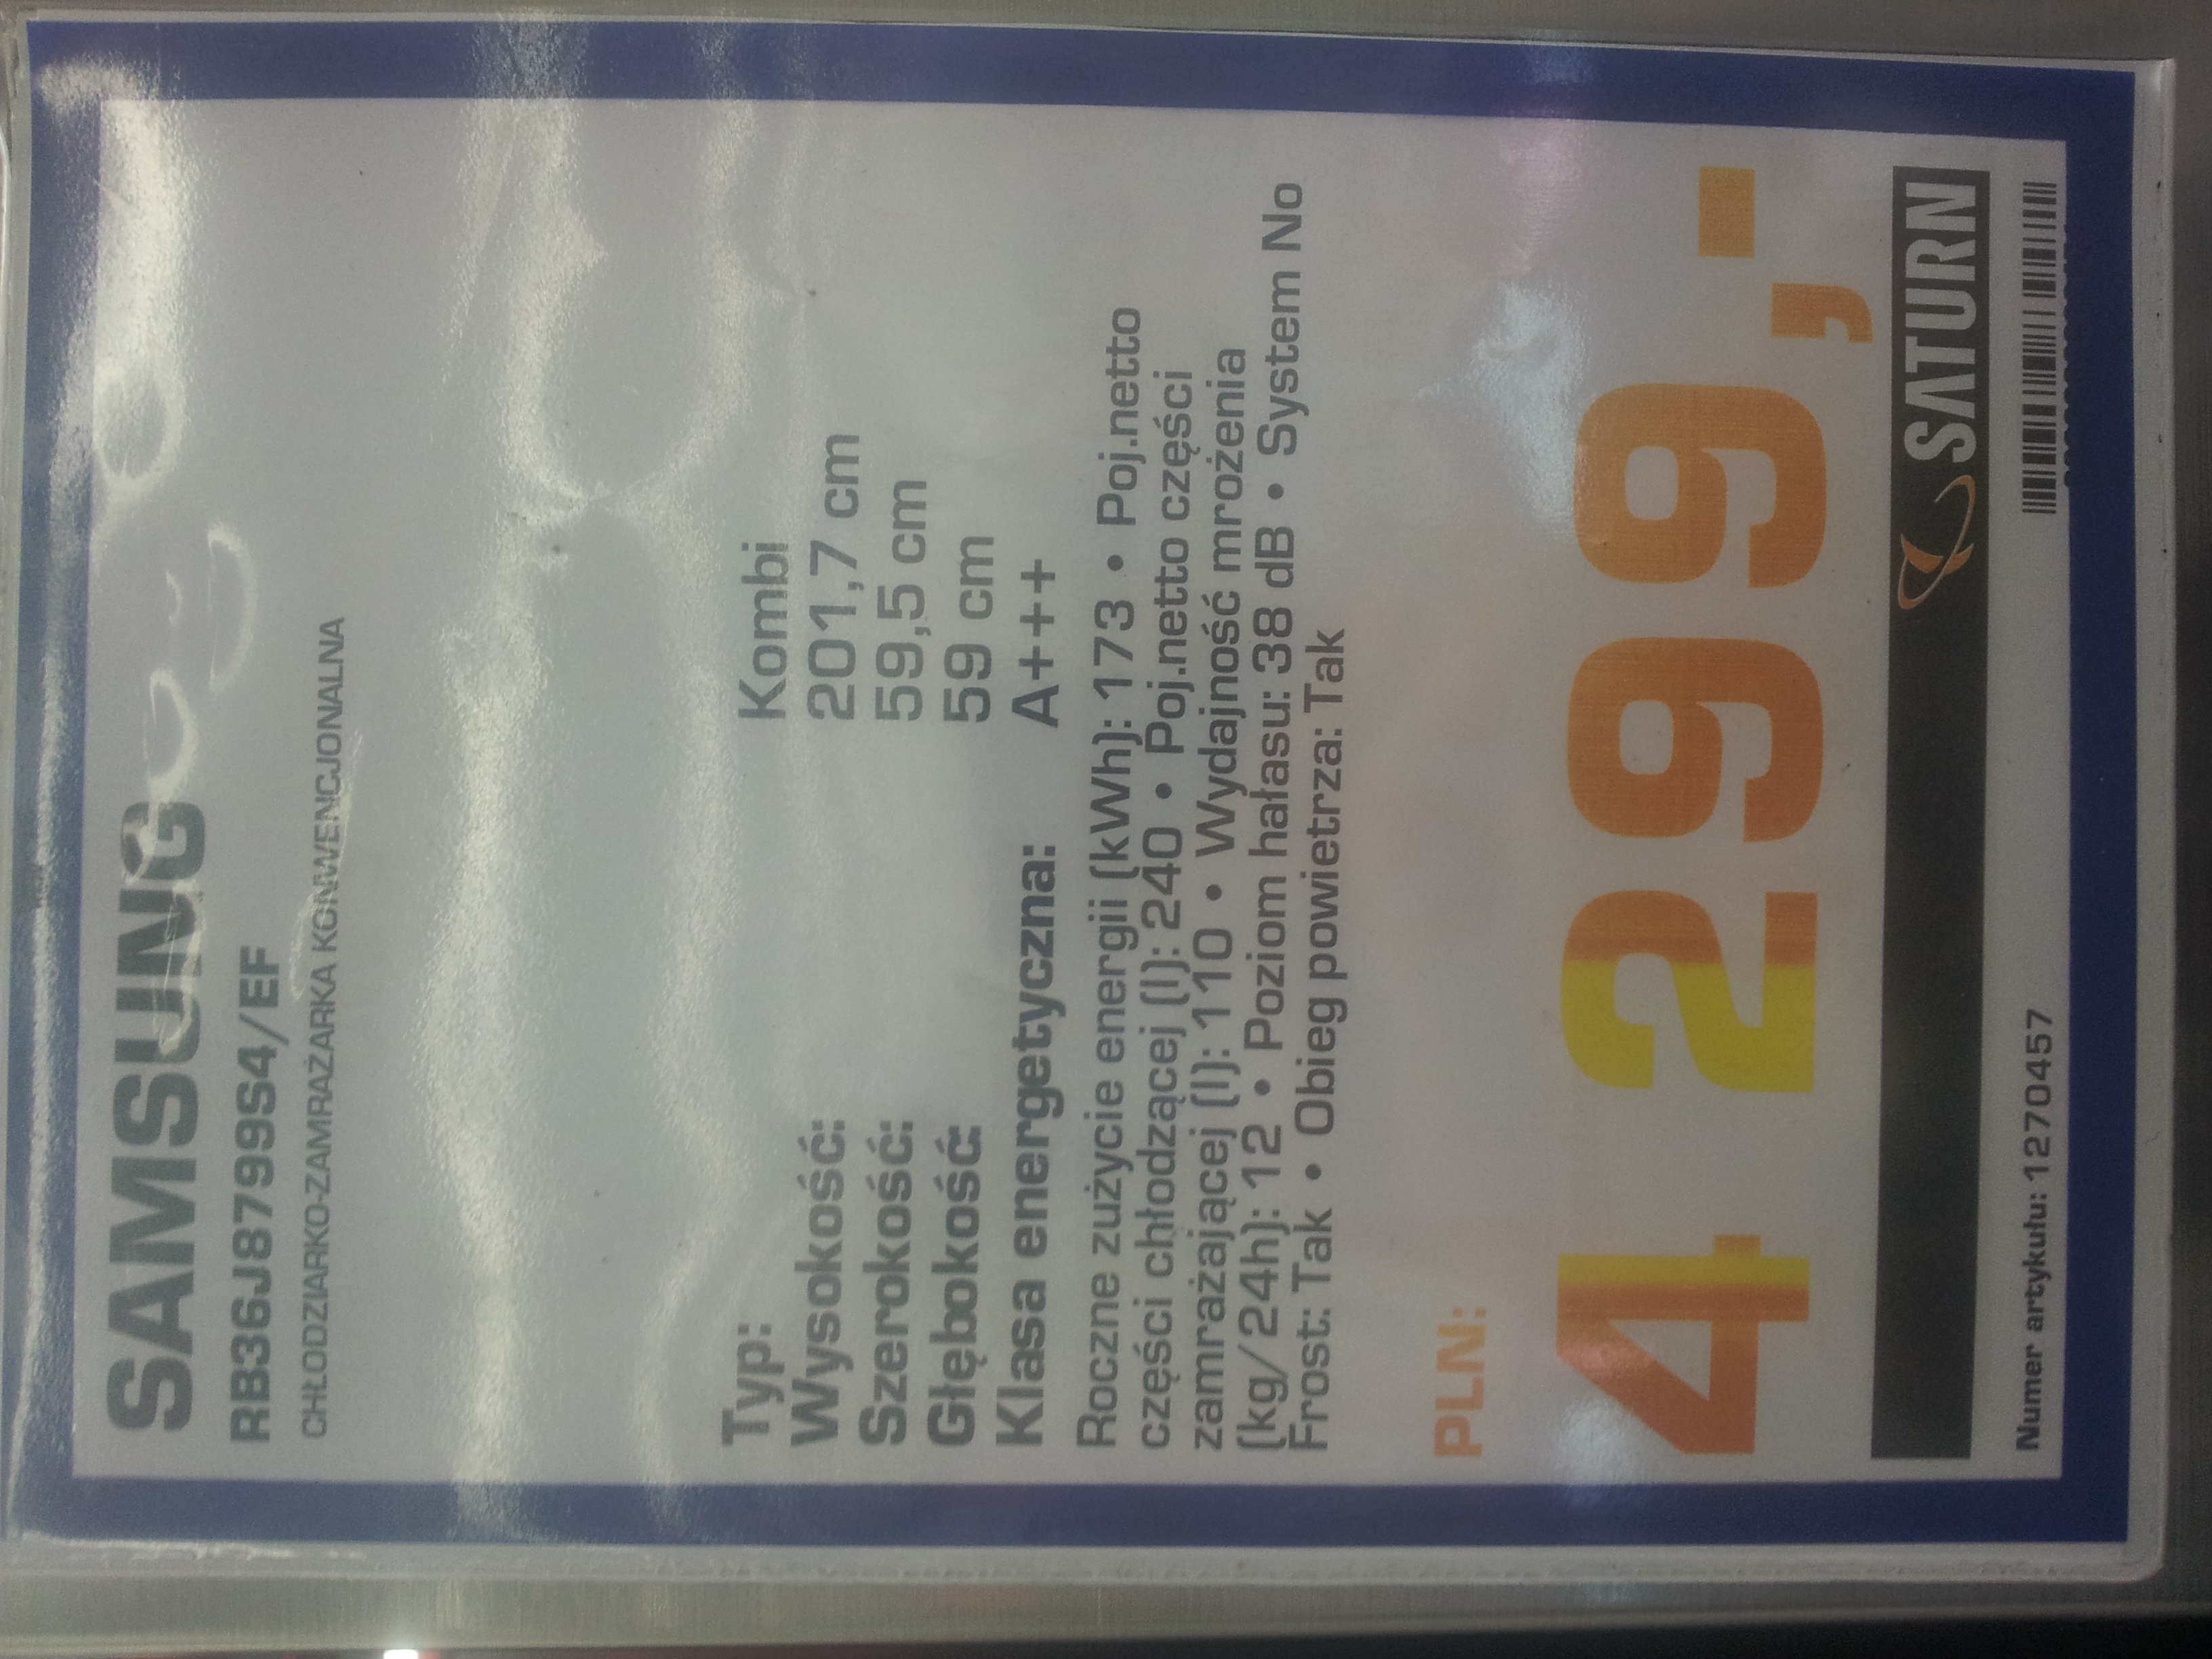 SAMSUNG
RB36J8799S4/EF
CHŁODZIARKO-ZAMRAŻARKA KONWENCJONALNA
Typ: Kombi
Wysokość: 201,7 cm
Szerokość: 59,5 cm
Głębokość: 59 cm
Klasa energetyczna: A+++
Roczne zużycie energii (kWh): 173 • Poj.netto
części chłodzącej (l): 240 • Poj.netto części
zamrażającej (l): 110 • Wydajność mrożenia
(kg/24h): 12 • Poziom hałasu: 38 dB • System No
Frost: Tak • Obieg powietrza: Tak
PLN:
4 299,-
SATURN
Numer artykułu: 1270457